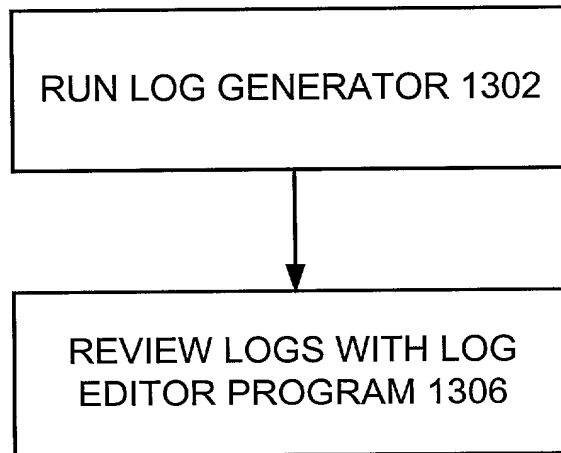 RUN LOG GENERATOR 1302
REVIEW LOGS WITH LOG
EDITOR PROGRAM 1306